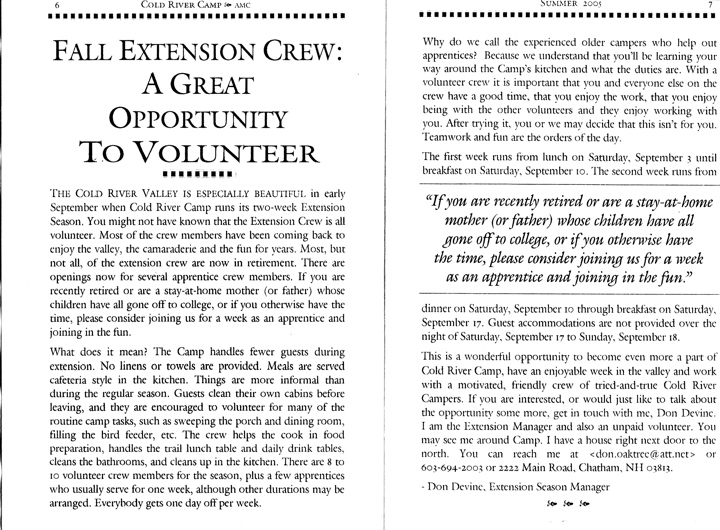 6
COLD RIVER CAMP AMC
FALL EXTENSION CREW:
A GREAT
OPPORTUNITY
TO VOLUNTEER
THE COLD RIVER VALLEY IS ESPECIALLY BEAUTIFUL in early
September when Cold River Camp runs its two-week Extension
Season. You might not have known that the Extension Crew is all
volunteer. Most of the crew members have been coming back to
enjoy the valley, the camaraderie and the fun for years. Most, but
not all, of the extension crew are now in retirement. There are
openings now for several apprentice crew members. If you are
recently retired or are a stay-at-home mother (or father) whose
children have all gone off to college, or if you otherwise have the
time, please consider joining us for a week as an apprentice and
joining in the fun.
What does it mean? The Camp handles fewer guests during
extension. No linens or towels are provided. Meals are served
cafeteria style in the kitchen. Things are more informal than
during the regular season. Guests clean their own cabins before
leaving, and they are encouraged to volunteer for many of the
routine camp tasks, such as sweeping the porch and dining room,
filling the bird feeder, etc. The crew helps the cook in food
preparation, handles the trail lunch table and daily drink tables,
cleans the bathrooms, and cleans up in the kitchen. There are 8 to
10 volunteer crew members for the season, plus a few apprentices
who usually serve for one week, although other durations may be
arranged. Everybody gets one day off per week.
SUMMER 2005
7
Why do we call the experienced older campers who help out
apprentices? Because we understand that you'll be learning your
way around the Camp's kitchen and what the duties are. With a
volunteer crew it is important that you and everyone else on the
crew have a good time, that you enjoy the work, that you enjoy
being with the other volunteers and they enjoy working with
you. After trying it, you or we may decide that this isn't for you.
Teamwork and fun are the orders of the day.
The first week runs from lunch on Saturday, September 3 until
breakfast on Saturday, September 10. The second week runs from
"If you are recently retired or are a stay-at-home
mother (or father) whose children have all
gone off to college, or if you otherwise have
the time, please consider joining us for a week
as an apprentice and joining in the fun."
dinner on Saturday, September 10 through breakfast on Saturday,
September 17. Guest accommodations are not provided over the
night of Saturday, September 17 to Sunday, September 18.
This is a wonderful opportunity to become even more a part of
Cold River Camp, have an enjoyable week in the valley and work
with a motivated, friendly crew of tried-and-true Cold River
Campers. If you are interested, or would just like to talk about
the opportunity some more, get in touch with me, Don Devine.
I am the Extension Manager and also an unpaid volunteer. You
may see me around Camp. I have a house right next door to the
north. You can reach me at <don.oaktree@att.net> or
603-694-2003 or 2222 Main Road, Chatham, NH 03813.
- Don Devine, Extension Season Manager